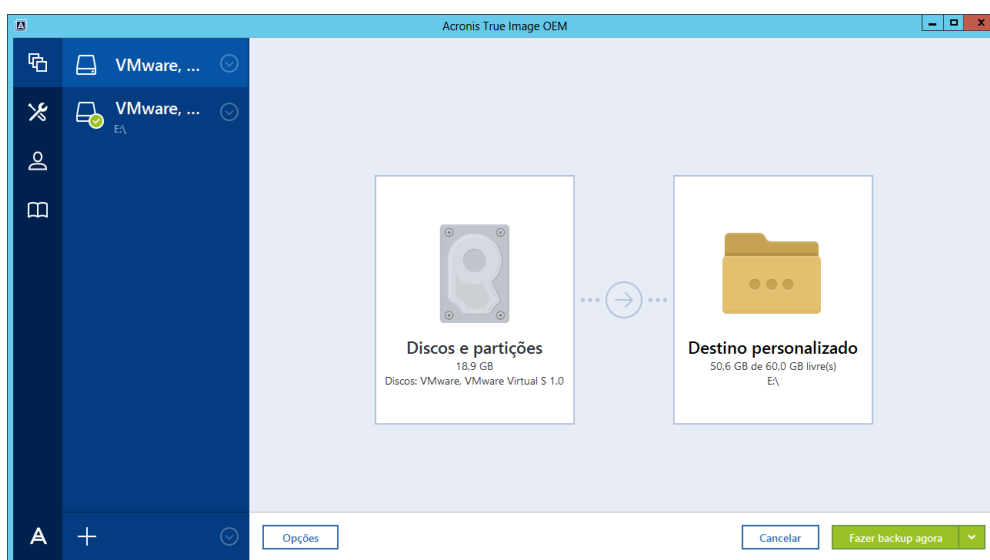 Acronis True Image OEM
VMware, ...
VMware, ...
E:\
Discos e partições
18,9 GB
Discos: VMware, VMware Virtual S 1.0
Destino personalizado
50,6 GB de 60,0 GB livre(s)
E:\
Opções
Cancelar
Fazer backup agora